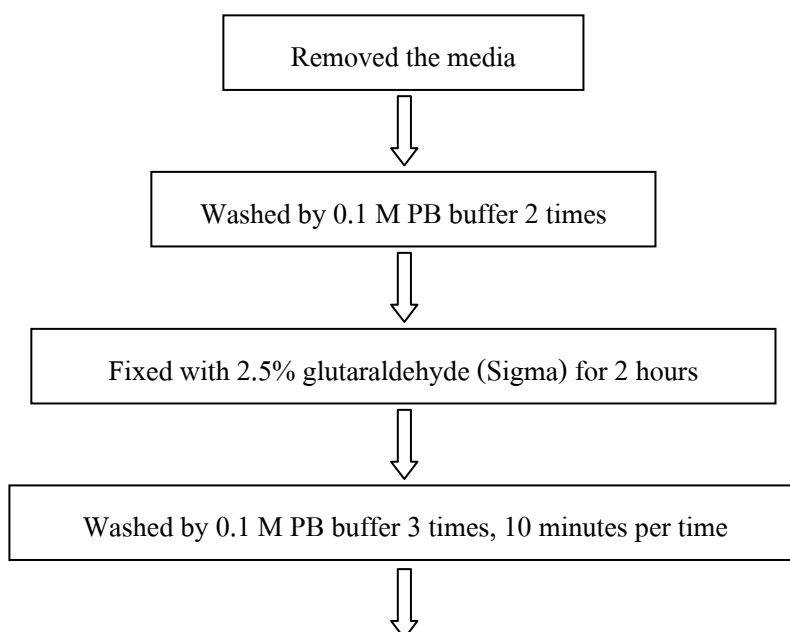 Removed the media
Washed by 0.1 M PB buffer 2 times
Fixed with 2.5% glutaraldehyde (Sigma) for 2 hours
Washed by 0.1 M PB buffer 3 times, 10 minutes per time